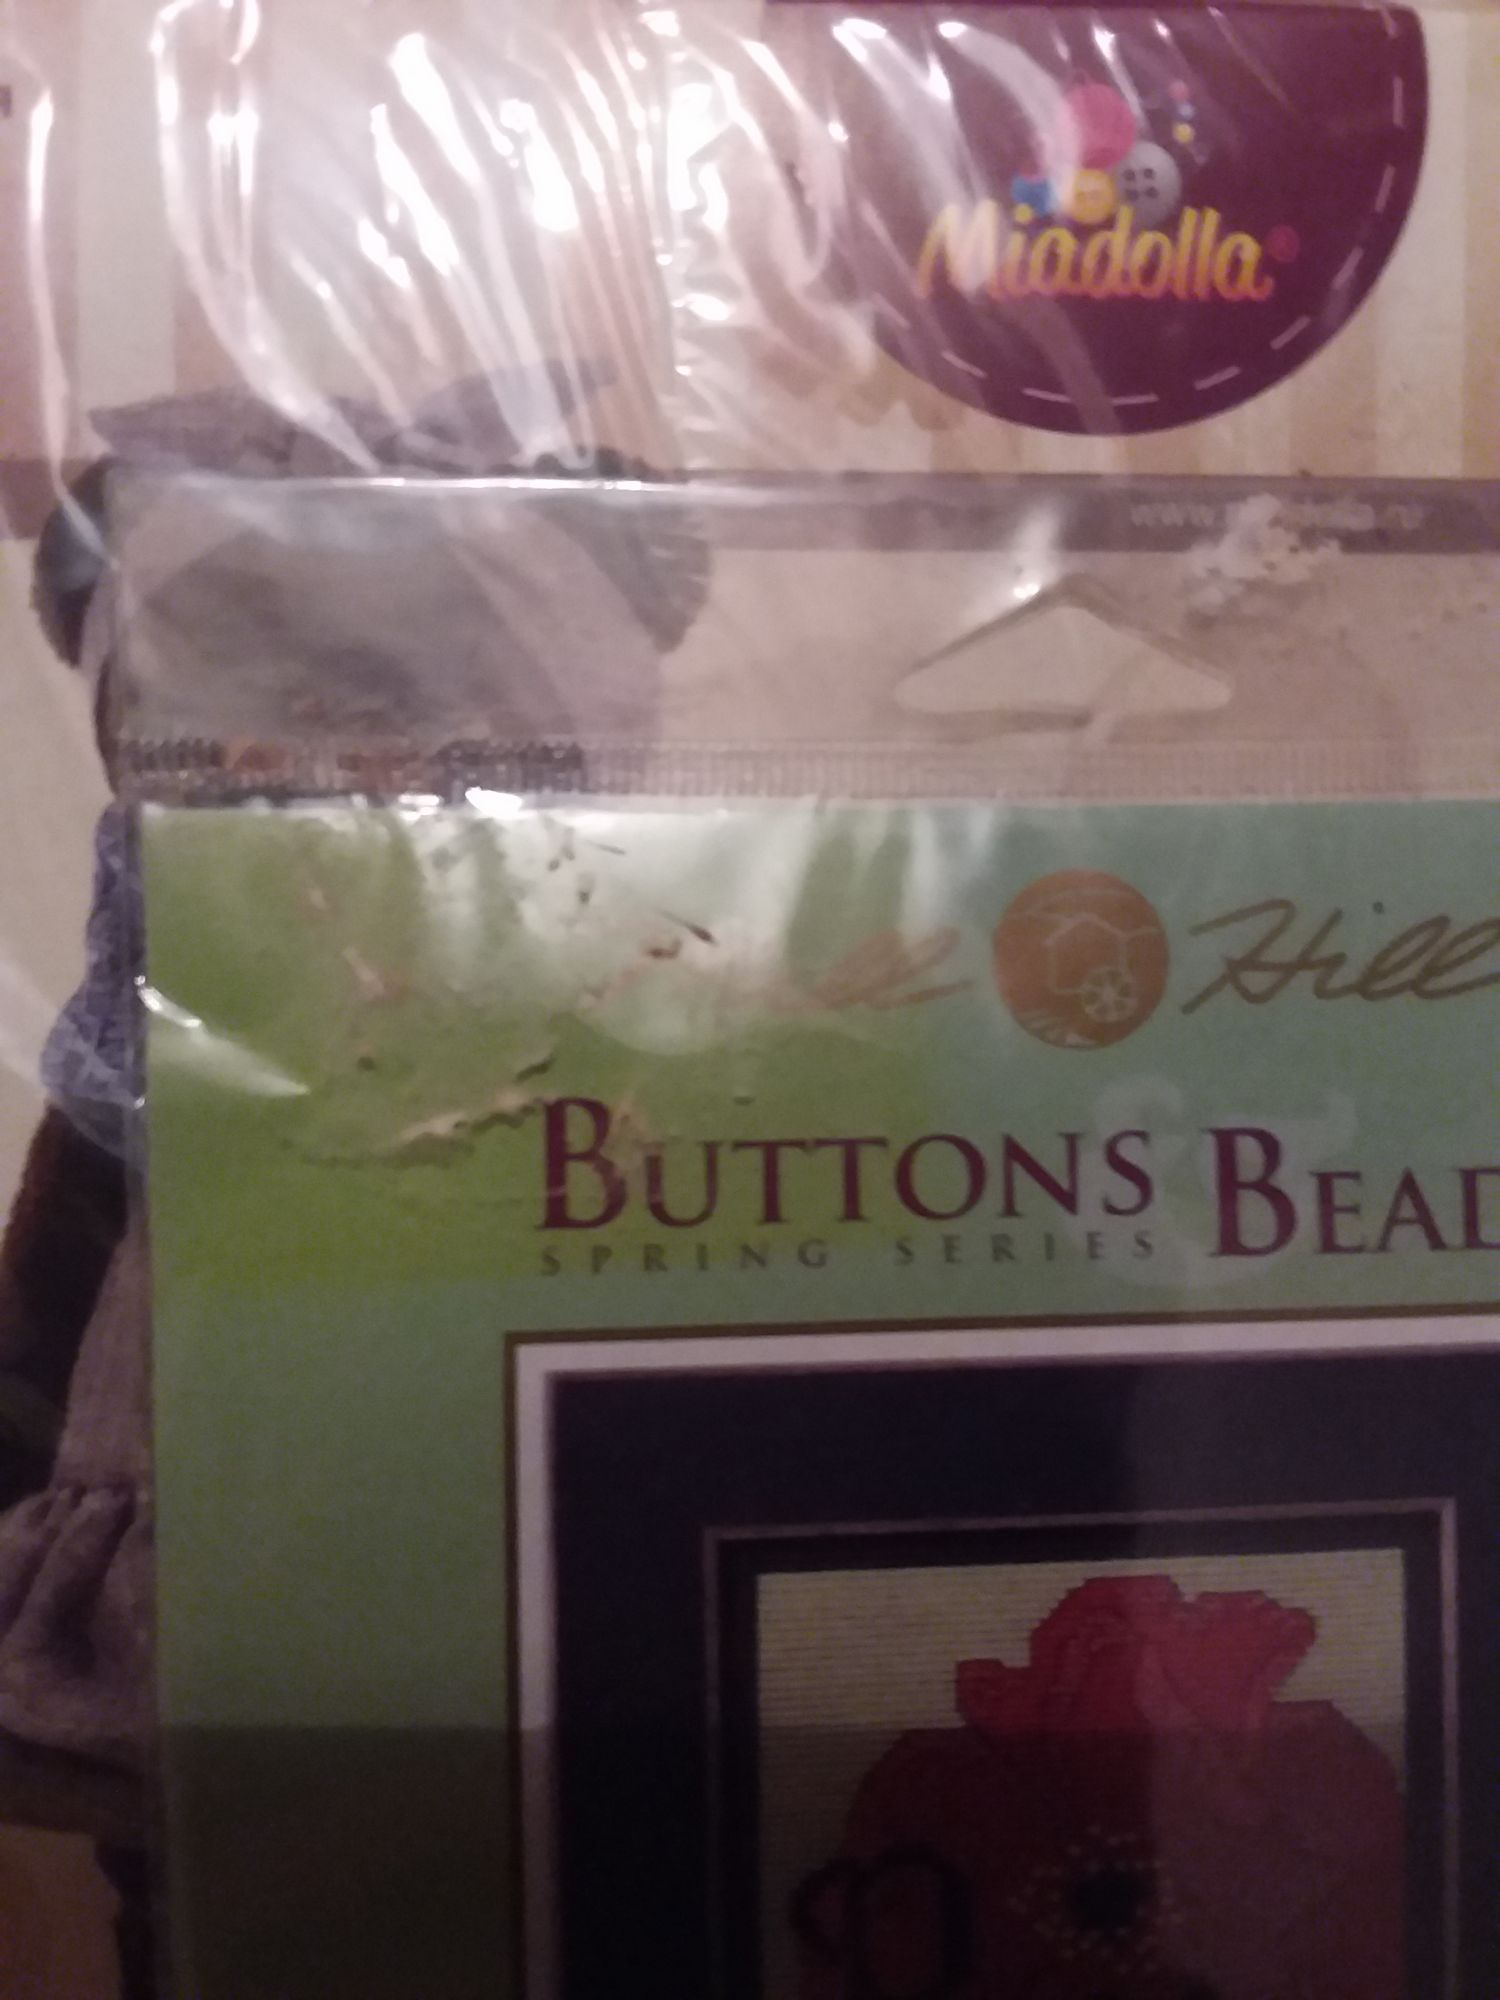 Miadolla®
Hill
BUTTONS & BEAD
SPRING SERIES